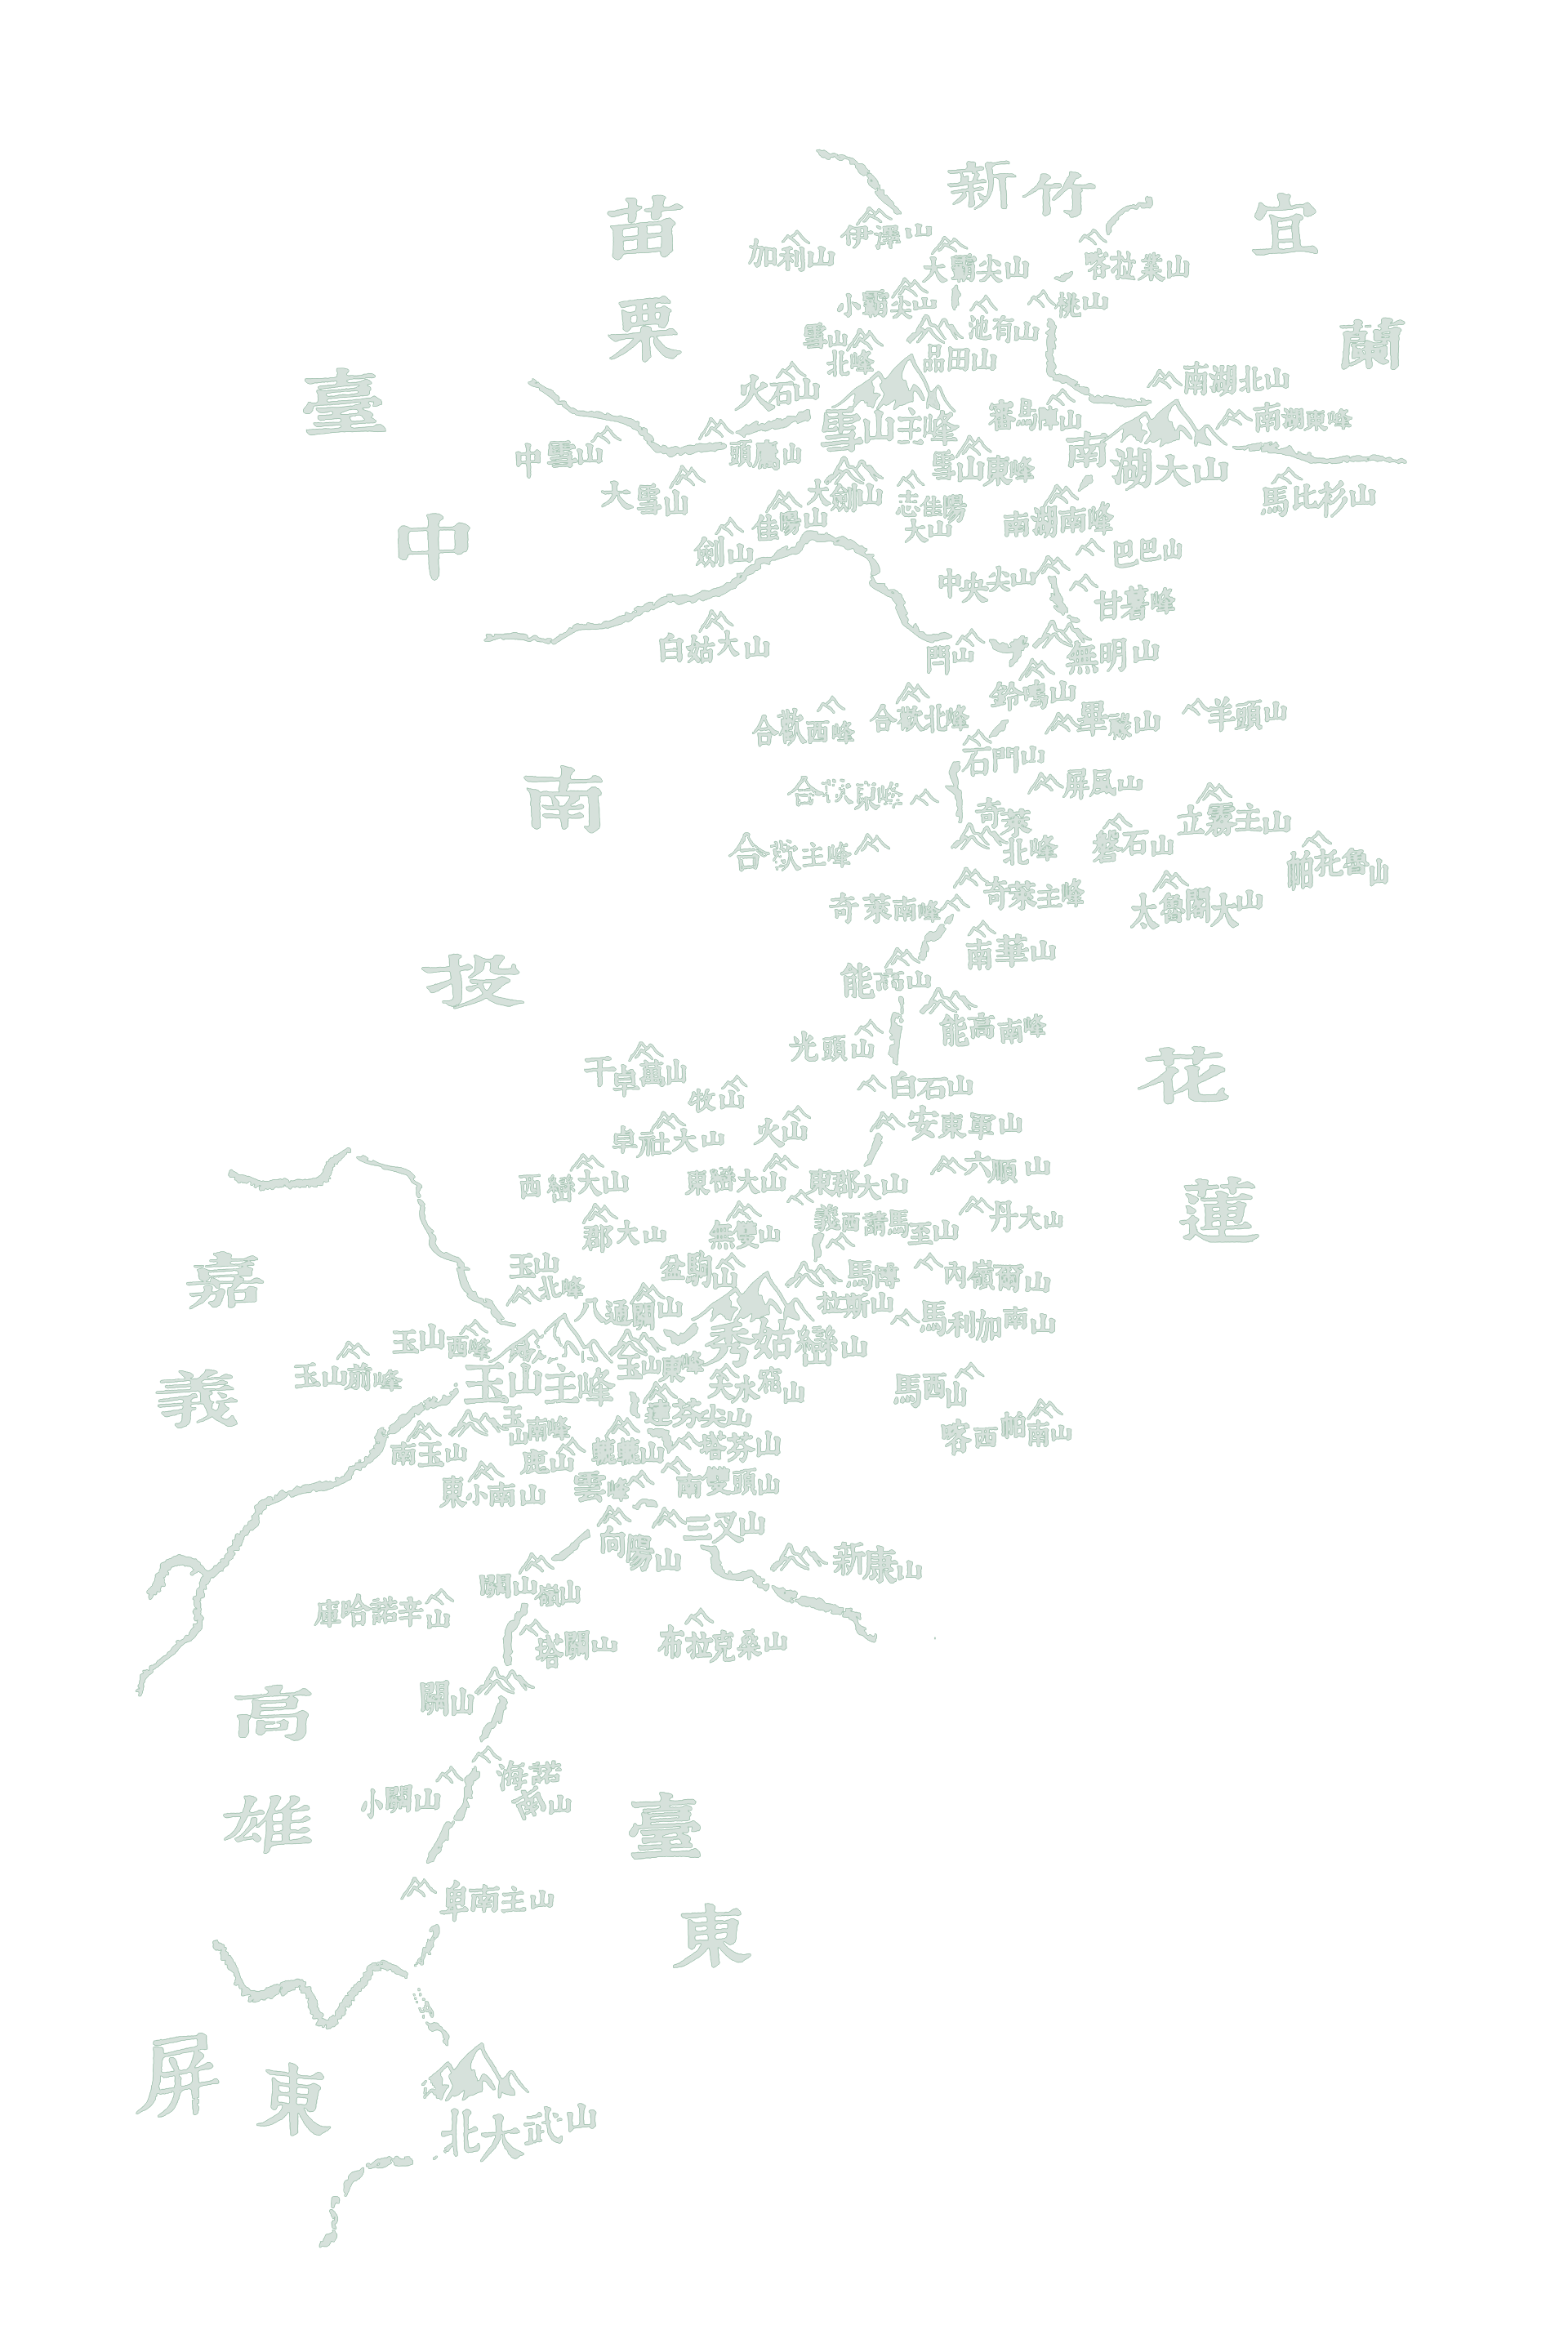 新竹
宜
蘭
苗
栗
臺
中
南
投
花
蓮
嘉
義
高
雄
臺
東
屏
東
伊澤山
加利山
大霸尖山
喀拉業山
小霸尖山
桃山
池有山
雪山
北峰
品田山
火石山
南湖北山
雪山主峰
審馬陣山
南湖東峰
中雪山
頭鷹山
雪山東峰
南湖大山
大雪山
大劍山
志佳陽
大山
馬比杉山
佳陽山
南湖南峰
劍山
巴巴山
中央尖山
甘薯峰
白姑大山
閂山
無明山
鈴鳴山
合歡西峰
合歡北峰
畢祿山
羊頭山
石門山
合歡東峰
屏風山
奇萊
北峰
立霧主山
合歡主峰
磐石山
帕托魯山
奇萊南峰
奇萊主峰
太魯閣大山
南華山
能高山
能高南峰
光頭山
干卓萬山
白石山
牧山
安東軍山
卓社大山
火山
六順山
西巒大山
東巒大山
東郡大山
丹大山
郡大山
無雙山
義西請馬至山
玉山
北峰
盆駒山
馬博
拉斯山
內嶺爾山
八通關山
馬利加南山
玉山西峰
秀姑巒山
玉山前峰
玉山主峰
玉山東峰
尖水窟山
馬西山
玉山南峰
達芬尖山
喀西帕南山
南玉山
鹿山
轆轆山
塔芬山
東小南山
雲峰
南雙頭山
向陽山
三叉山
新康山
關山嶺山
庫哈諾辛山
塔關山
布拉克桑山
關山
海諾
南山
小關山
卑南主山
北大武山